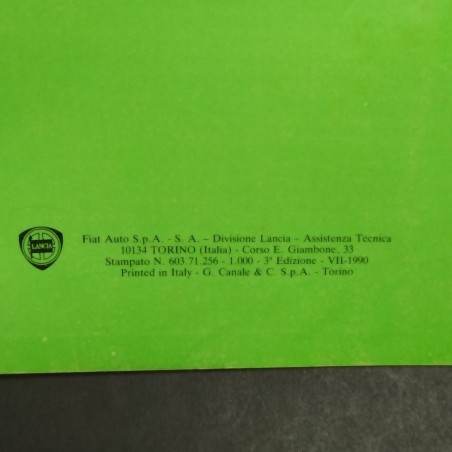 LANCIA
Fiat Auto S.p.A. - S. A. – Divisione Lancia – Assistenza Tecnica
10134 TORINO (Italia) - Corso E. Giambone, 33
Stampato N. 603.71.256 - 1.000 - 3ª Edizione - VII-1990
Printed in Italy - G. Canale & C. S.p.A. - Torino